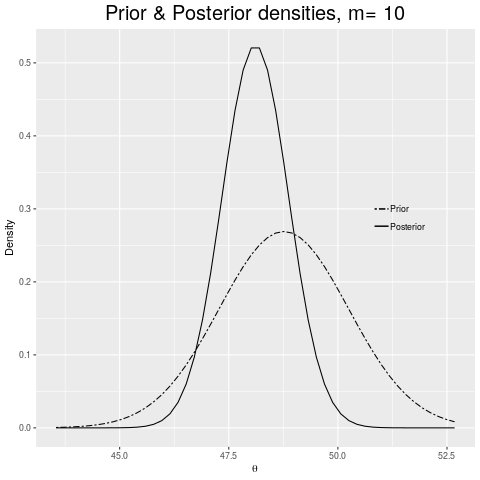 Prior & Posterior densities, m= 10
Density
0.5
0.4
0.3
0.2
0.1
0.0
Prior
Posterior
45.0 47.5 50.0 52.5
θ